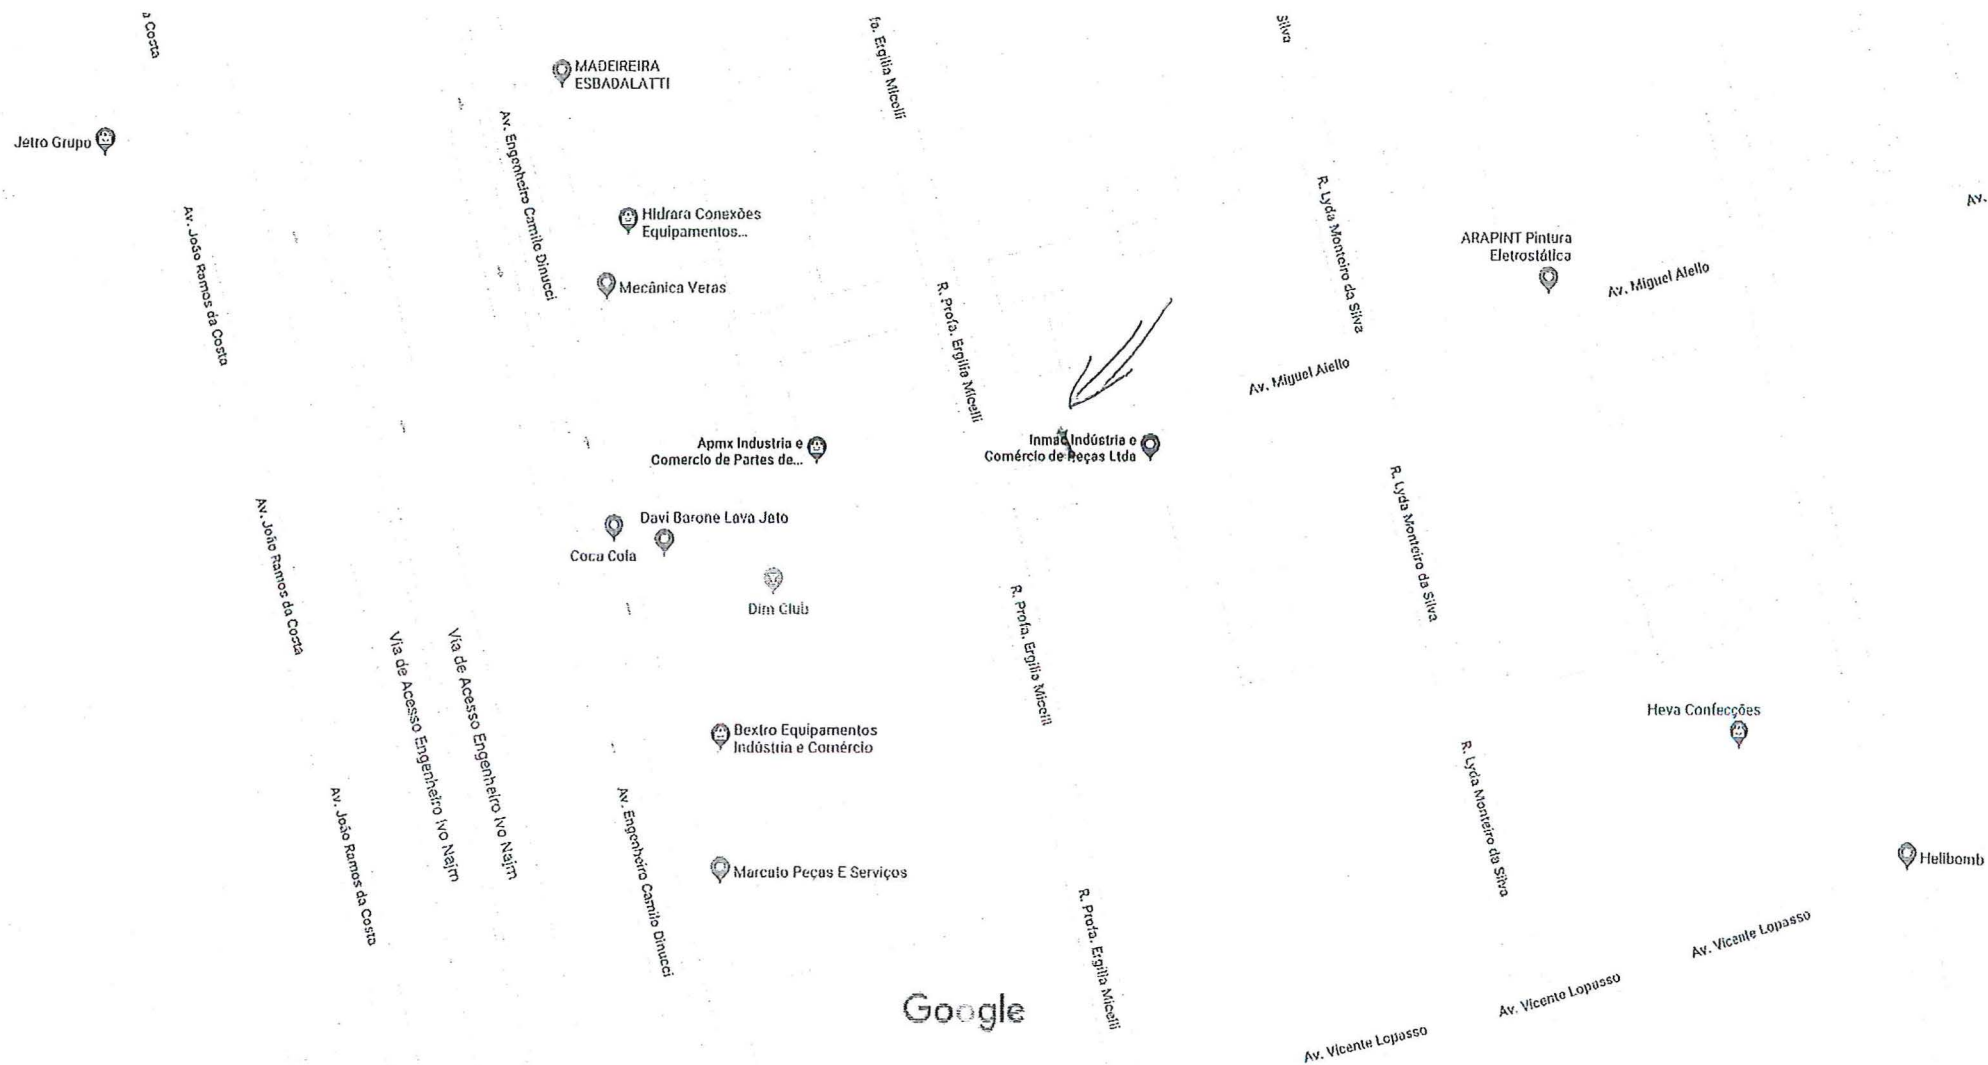 a Costa
fa. Ergilia Micelli
Silva
MADEIREIRA
ESBADALATTI
Jetro Grupo
Av. Engenheiro Camilo Dinucci
Av. João Ramos da Costa
Hidrara Conexões
Equipamentos...
Mecânica Veras
R. Profa. Ergilia Micelli
R. Lyda Monteiro da Silva
ARAPINT Pintura
Eletrostática
Av. Miguel Aiello
Av.
Av. Miguel Aiello
Apmx Industria e
Comercio de Partes de...
Inmac Indústria e
Comércio de Peças Ltda
R. Lyda Monteiro da Silva
Av. João Ramos da Costa
Coca Cola
Davi Barone Lava Jato
Dim Club
R. Profa. Ergilia Micelli
Via de Acesso Engenheiro Ivo Najm
Via de Acesso Engenheiro Ivo Najm
Dextro Equipamentos
Indústria e Comércio
Heva Confecções
R. Lyda Monteiro da Silva
Av. João Ramos da Costa
Av. Engenheiro Camilo Dinucci
Marcato Peças E Serviços
Helibomb
R. Profa. Ergilia Micelli
Av. Vicente Lopasso
Av. Vicente Lopasso
Av. Vicente Lopasso
Google